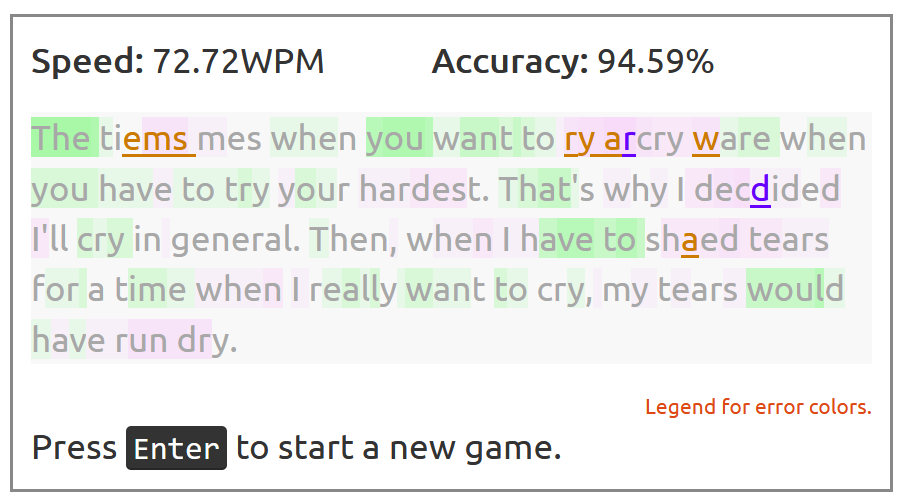 Speed: 72.72WPM Accuracy: 94.59%
The tiems mes when you want to ry arcry ware when
you have to try your hardest. That's why I decdided
I'll cry in general. Then, when I have to shaed tears
for a time when I really want to cry, my tears would
have run dry.
Legend for error colors.
Press Enter to start a new game.